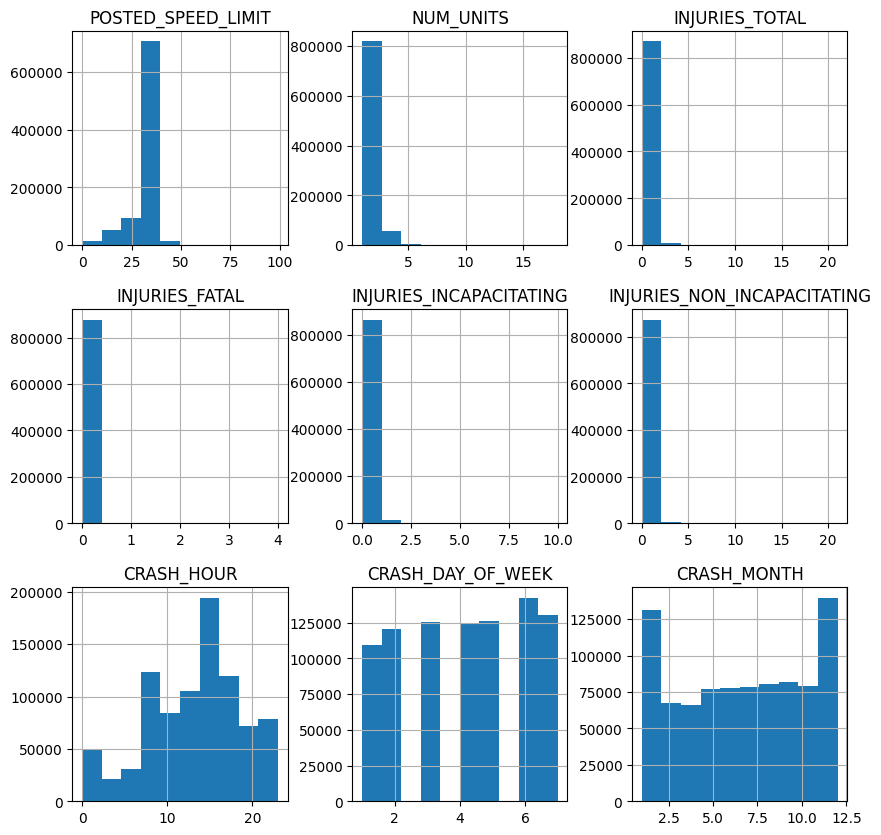 POSTED_SPEED_LIMIT NUM_UNITS INJURIES_TOTAL
600000 800000 800000
400000 600000 600000
200000 400000 400000
0 200000 200000
0 0
0 25 50 75 100 5 10 15 0 5 10 15 20
INJURIES_FATAL INJURIES_INCAPACITATING INJURIES_NON_INCAPACITATING
800000 800000 800000
600000 600000 600000
400000 400000 400000
200000 200000 200000
0 0 0
0 1 2 3 4 0.0 2.5 5.0 7.5 10.0 0 5 10 15 20
CRASH_HOUR CRASH_DAY_OF_WEEK CRASH_MONTH
200000 125000 125000
150000 100000 100000
100000 75000 75000
50000 50000 50000
0 25000 25000
0 0
0 10 20 2 4 6 2.5 5.0 7.5 10.0 12.5